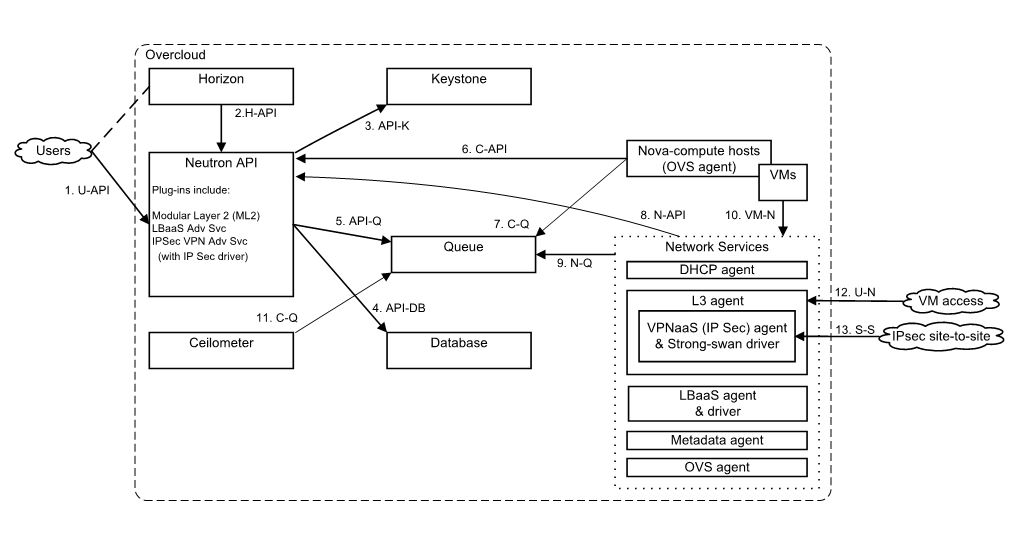 Overcloud
Horizon
Keystone
2.H-API
3. API-K
Users
6. C-API
Nova-compute hosts
(OVS agent)
VMs
Neutron API
Plug-ins include:
Modular Layer 2 (ML2)
LBaaS Adv Svc
IPSec VPN Adv Svc
(with IP Sec driver)
1. U-API
5. API-Q
7. C-Q
8. N-API
10. VM-N
Queue
9. N-Q
Network Services
DHCP agent
L3 agent
VPNaaS (IP Sec) agent
& Strong-swan driver
12. U-N
VM access
13. S-S
IPsec site-to-site
11. C-Q
4. API-DB
Ceilometer
Database
LBaaS agent
& driver
Metadata agent
OVS agent